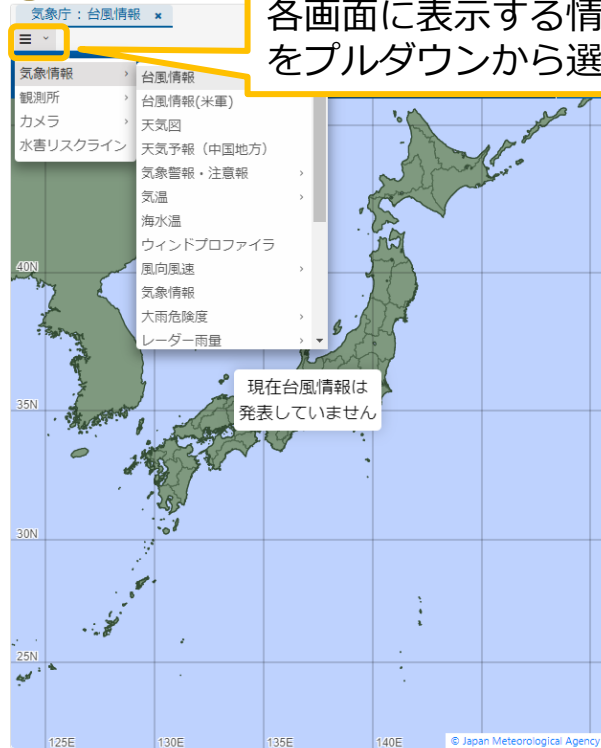 気象庁：台風情報 ×
各画面に表示する情
をプルダウンから選
気象情報
観測所
カメラ
水害リスクライン
台風情報
台風情報(米軍)
天気図
天気予報（中国地方）
気象警報・注意報
気温
海水温
ウィンドプロファイラ
風向風速
気象情報
大雨危険度
レーダー雨量
現在台風情報は
発表していません
40N
35N
30N
25N
125E 130E 135E 140E
© Japan Meteorological Agency